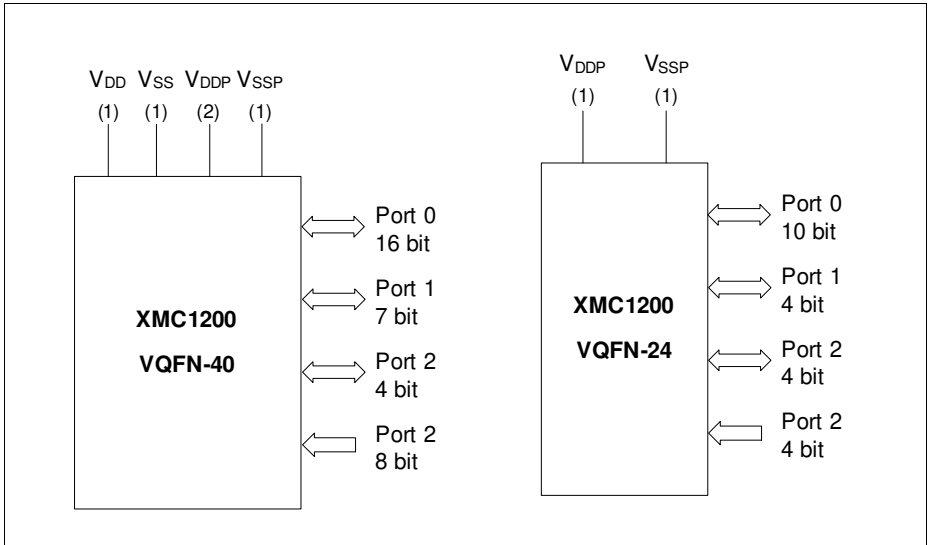 VDD VSS VDDP VSSP
(1) (1) (2) (1)
XMC1200
VQFN-40
Port 0
16 bit
Port 1
7 bit
Port 2
4 bit
Port 2
8 bit
VDDP VSSP
(1) (1)
XMC1200
VQFN-24
Port 0
10 bit
Port 1
4 bit
Port 2
4 bit
Port 2
4 bit